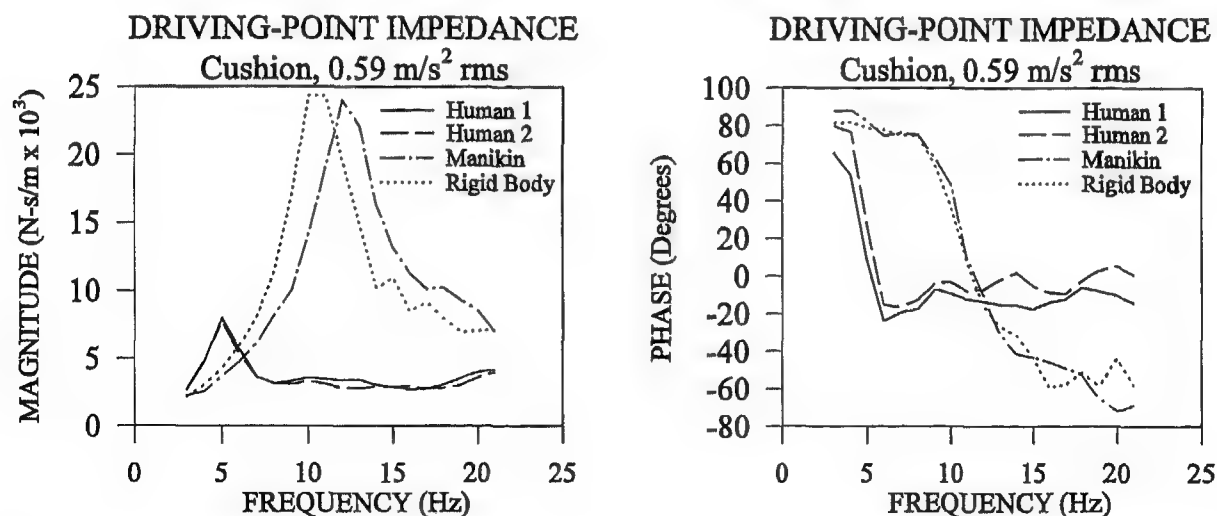 DRIVING-POINT IMPEDANCE
Cushion, 0.59 m/s² rms
MAGNITUDE (N-s/m x 10³)
25
20
15
10
5
0
Human 1
Human 2
Manikin
Rigid Body
0 5 10 15 20 25
FREQUENCY (Hz)
DRIVING-POINT IMPEDANCE
Cushion, 0.59 m/s² rms
PHASE (Degrees)
100
80
60
40
20
0
-20
-40
-60
-80
Human 1
Human 2
Manikin
Rigid Body
0 5 10 15 20 25
FREQUENCY (Hz)